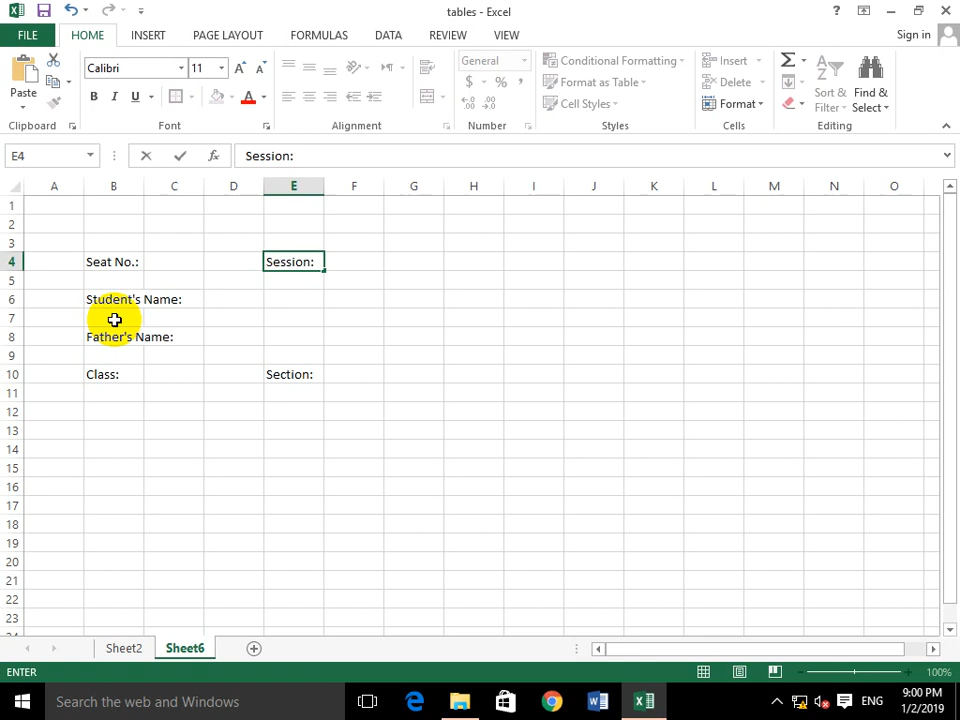 tables - Excel
Sign in
FILE HOME INSERT PAGE LAYOUT FORMULAS DATA REVIEW VIEW
Paste
Calibri 11
B I U
General
$ % ,
Conditional Formatting
Format as Table
Cell Styles
Insert
Delete
Format
Sort & Filter
Find & Select
Clipboard Font Alignment Number Styles Cells Editing
E4 Session:
A B C D E F G H I J K L M N O
1
2
3
4 Seat No.: Session:
5
6 Student's Name:
7
8 Father's Name:
9
10 Class: Section:
11
12
13
14
15
16
17
18
19
20
21
22
23
24
Sheet2 Sheet6
ENTER 100%
Search the web and Windows
ENG
9:00 PM
1/2/2019